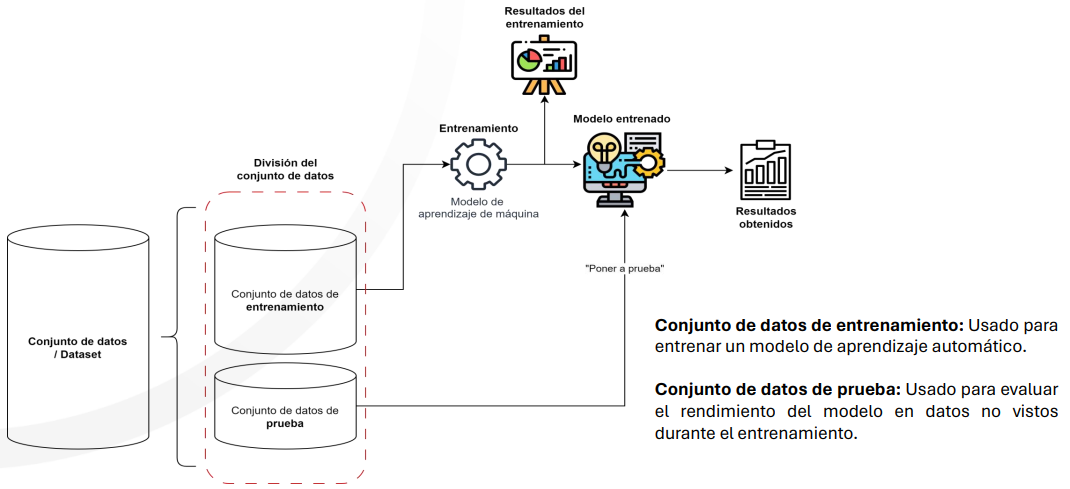 Resultados del
entrenamiento
Modelo entrenado
Entrenamiento
División del
conjunto de datos
Modelo de
aprendizaje de máquina
Resultados
obtenidos
"Poner a prueba"
Conjunto de datos de
entrenamiento
Conjunto de datos
/ Dataset
Conjunto de datos de
prueba
Conjunto de datos de entrenamiento: Usado para
entrenar un modelo de aprendizaje automático.
Conjunto de datos de prueba: Usado para evaluar
el rendimiento del modelo en datos no vistos
durante el entrenamiento.